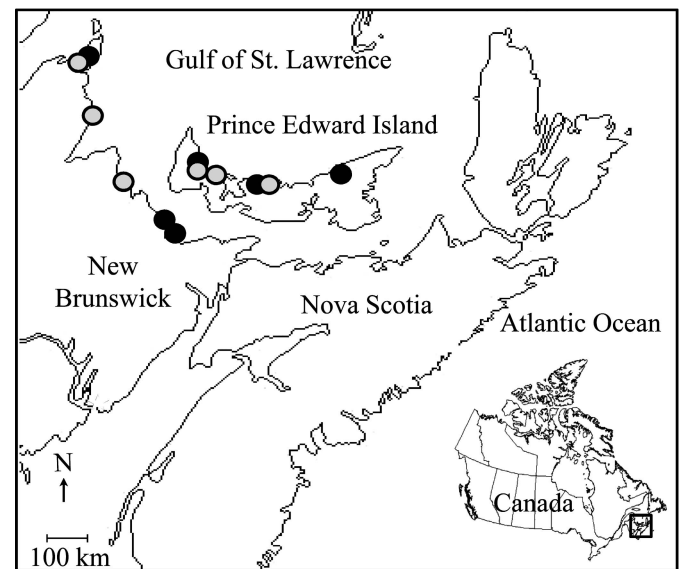 Gulf of St. Lawrence
Prince Edward Island
New
Brunswick
Nova Scotia
Atlantic Ocean
N
Canada
100 km